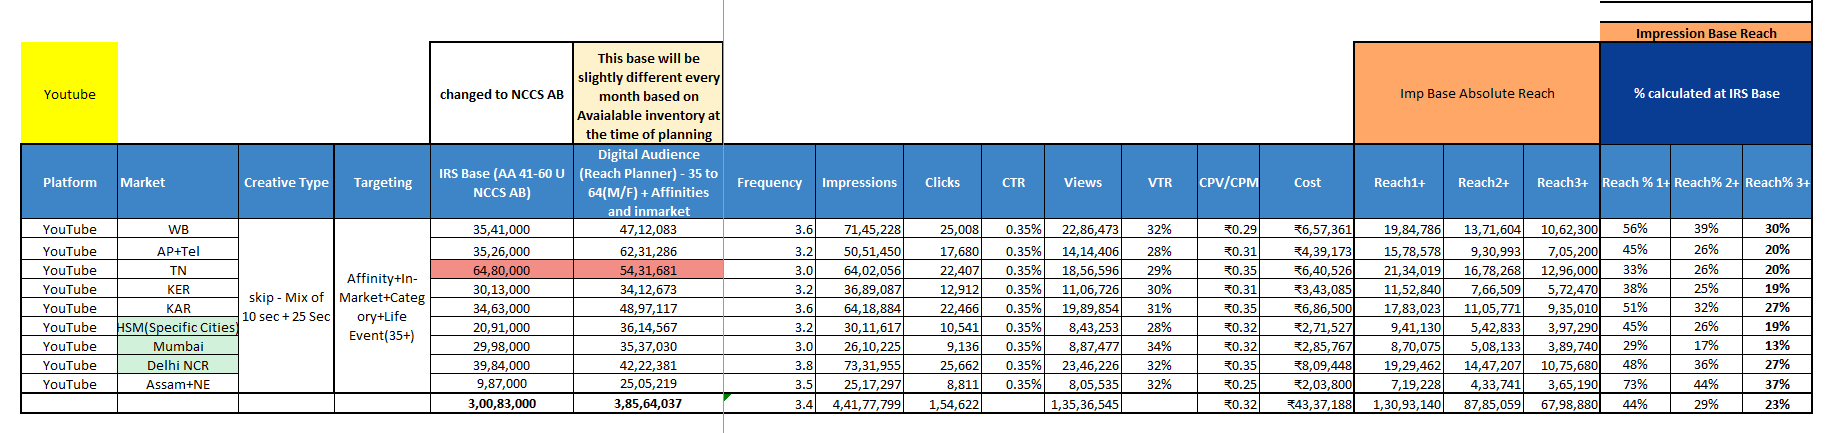 Impression Base Reach
Youtube
changed to NCCS AB
This base will be
slightly different every
month based on
Avaialable inventory at
the time of planning
Imp Base Absolute Reach
% calculated at IRS Base
Platform
Market
Creative Type
Targeting
IRS Base (AA 41-60 U
NCCS AB)
Digital Audience
(Reach Planner) - 35 to
64(M/F) + Affinities
and inmarket
Frequency
Impressions
Clicks
CTR
Views
VTR
CPV/CPM
Cost
Reach1+
Reach2+
Reach3+
Reach % 1+
Reach% 2+
Reach% 3+
skip - Mix of
10 sec + 25 Sec
Affinity+In-
Market+Categ
ory+Life
Event(35+)
YouTube WB 35,41,000 47,12,083 3.6 71,45,228 25,008 0.35% 22,86,473 32% ₹0.29 ₹6,57,361 19,84,786 13,71,604 10,62,300 56% 39% 30%
YouTube AP+Tel 35,26,000 62,31,286 3.2 50,51,450 17,680 0.35% 14,14,406 28% ₹0.31 ₹4,39,173 15,78,578 9,30,993 7,05,200 45% 26% 20%
YouTube TN 64,80,000 54,31,681 3.0 64,02,056 22,407 0.35% 18,56,596 29% ₹0.35 ₹6,40,526 21,34,019 16,78,268 12,96,000 33% 26% 20%
YouTube KER 30,13,000 34,12,673 3.2 36,89,087 12,912 0.35% 11,06,726 30% ₹0.31 ₹3,43,085 11,52,840 7,66,509 5,72,470 38% 25% 19%
YouTube KAR 34,63,000 48,97,117 3.6 64,18,884 22,466 0.35% 19,89,854 31% ₹0.35 ₹6,86,500 17,83,023 11,05,771 9,35,010 51% 32% 27%
YouTube HSM(Specific Cities) 20,91,000 36,14,567 3.2 30,11,617 10,541 0.35% 8,43,253 28% ₹0.32 ₹2,71,527 9,41,130 5,42,833 3,97,290 45% 26% 19%
YouTube Mumbai 29,98,000 35,37,030 3.0 26,10,225 9,136 0.35% 8,87,477 34% ₹0.32 ₹2,85,767 8,70,075 5,08,133 3,89,740 29% 17% 13%
YouTube Delhi NCR 39,84,000 42,22,381 3.8 73,31,955 25,662 0.35% 23,46,226 32% ₹0.35 ₹8,09,448 19,29,462 14,47,207 10,75,680 48% 36% 27%
YouTube Assam+NE 9,87,000 25,05,219 3.5 25,17,297 8,811 0.35% 8,05,535 32% ₹0.25 ₹2,03,800 7,19,228 4,33,741 3,65,190 73% 44% 37%
3,00,83,000 3,85,64,037 3.4 4,41,77,799 1,54,622 1,35,36,545 ₹0.32 ₹43,37,188 1,30,93,140 87,85,059 67,98,880 44% 29% 23%